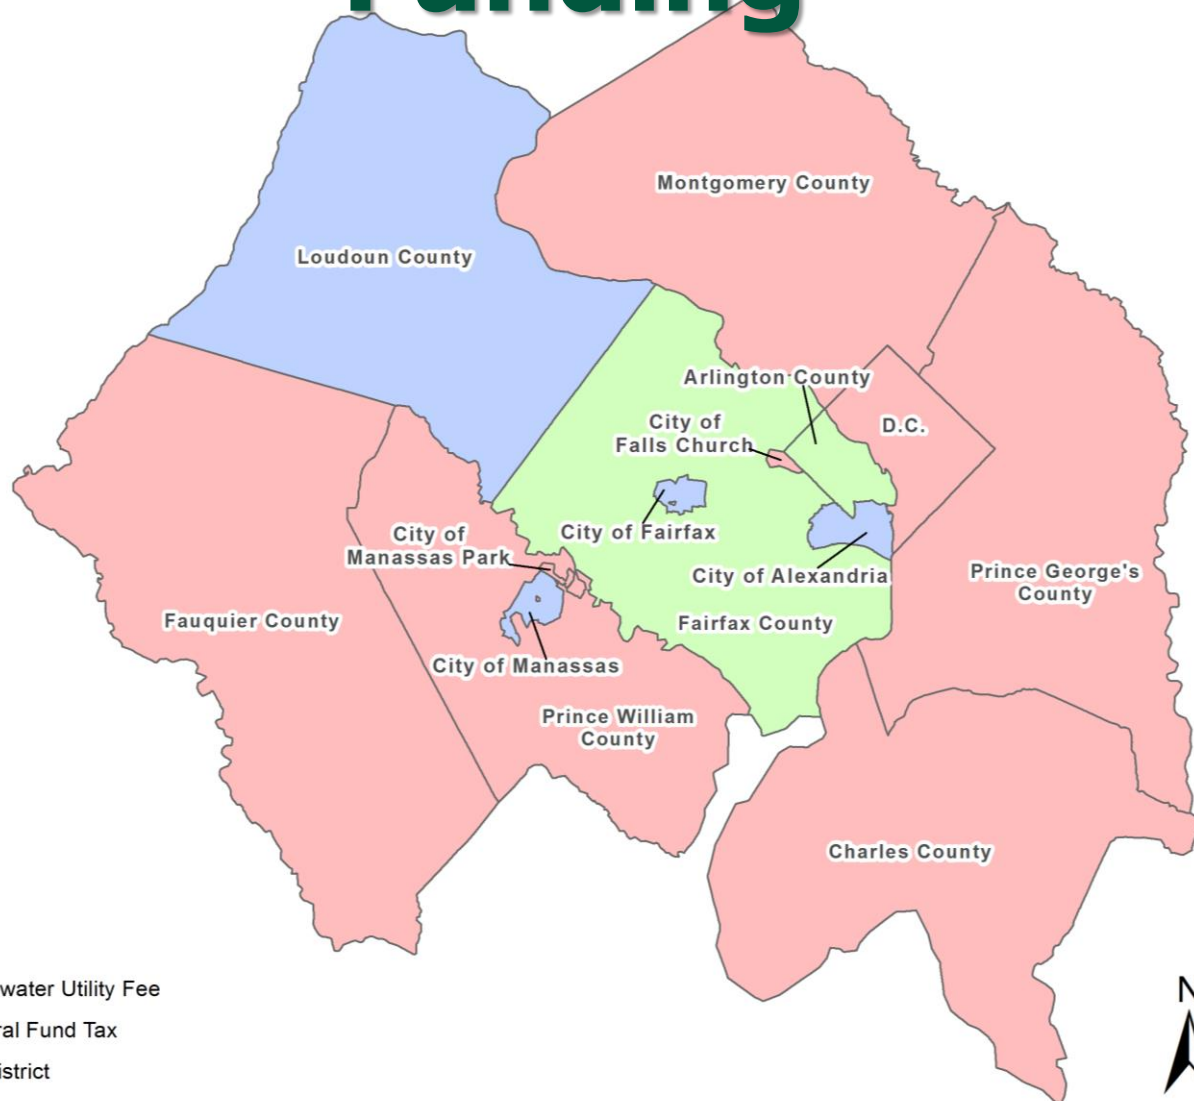 Funding
Montgomery County
Loudoun County
Arlington County
City of
Falls Church
D.C.
City of
Manassas Park
City of Fairfax
City of Alexandria
Prince George's
County
Fauquier County
Fairfax County
City of Manassas
Prince William
County
Charles County
water Utility Fee
ral Fund Tax
istrict
N